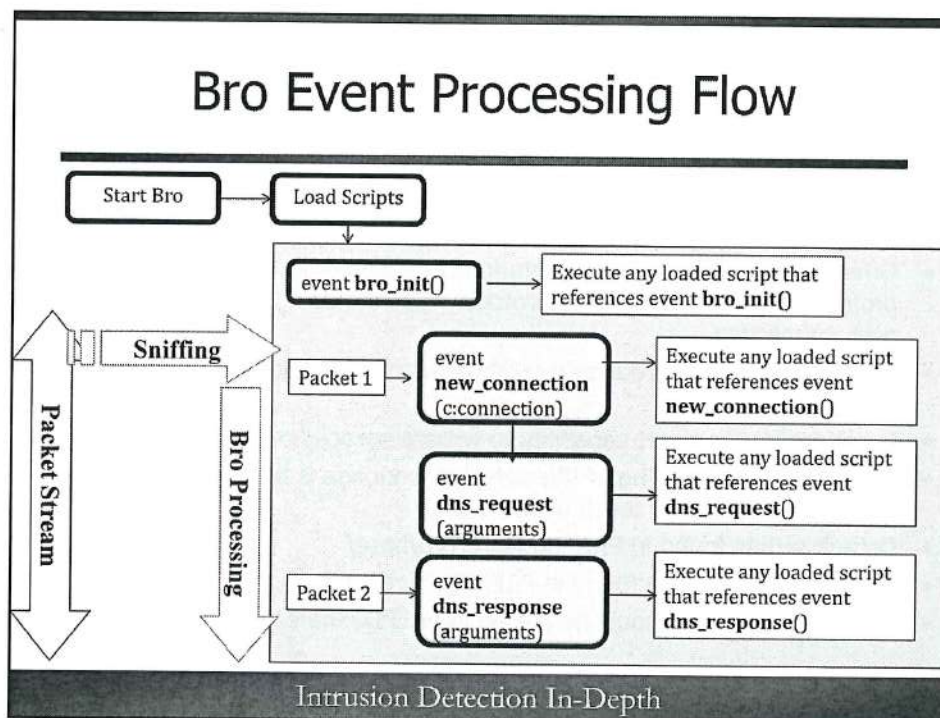 Bro Event Processing Flow
Start Bro
Load Scripts
event bro_init()
Execute any loaded script that
references event bro_init()
Sniffing
Packet Stream
Bro Processing
Packet 1
event
new_connection
(c:connection)
Execute any loaded script
that references event
new_connection()
event
dns_request
(arguments)
Execute any loaded script
that references event
dns_request()
Packet 2
event
dns_response
(arguments)
Execute any loaded script
that references event
dns_response()
Intrusion Detection In-Depth